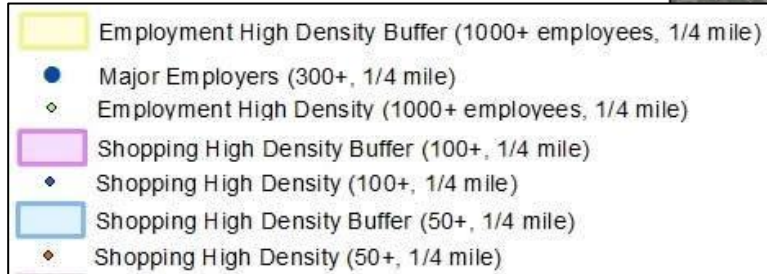 Employment High Density Buffer (1000+ employees, 1/4 mile)
Major Employers (300+, 1/4 mile)
Employment High Density (1000+ employees, 1/4 mile)
Shopping High Density Buffer (100+, 1/4 mile)
Shopping High Density (100+, 1/4 mile)
Shopping High Density Buffer (50+, 1/4 mile)
Shopping High Density (50+, 1/4 mile)